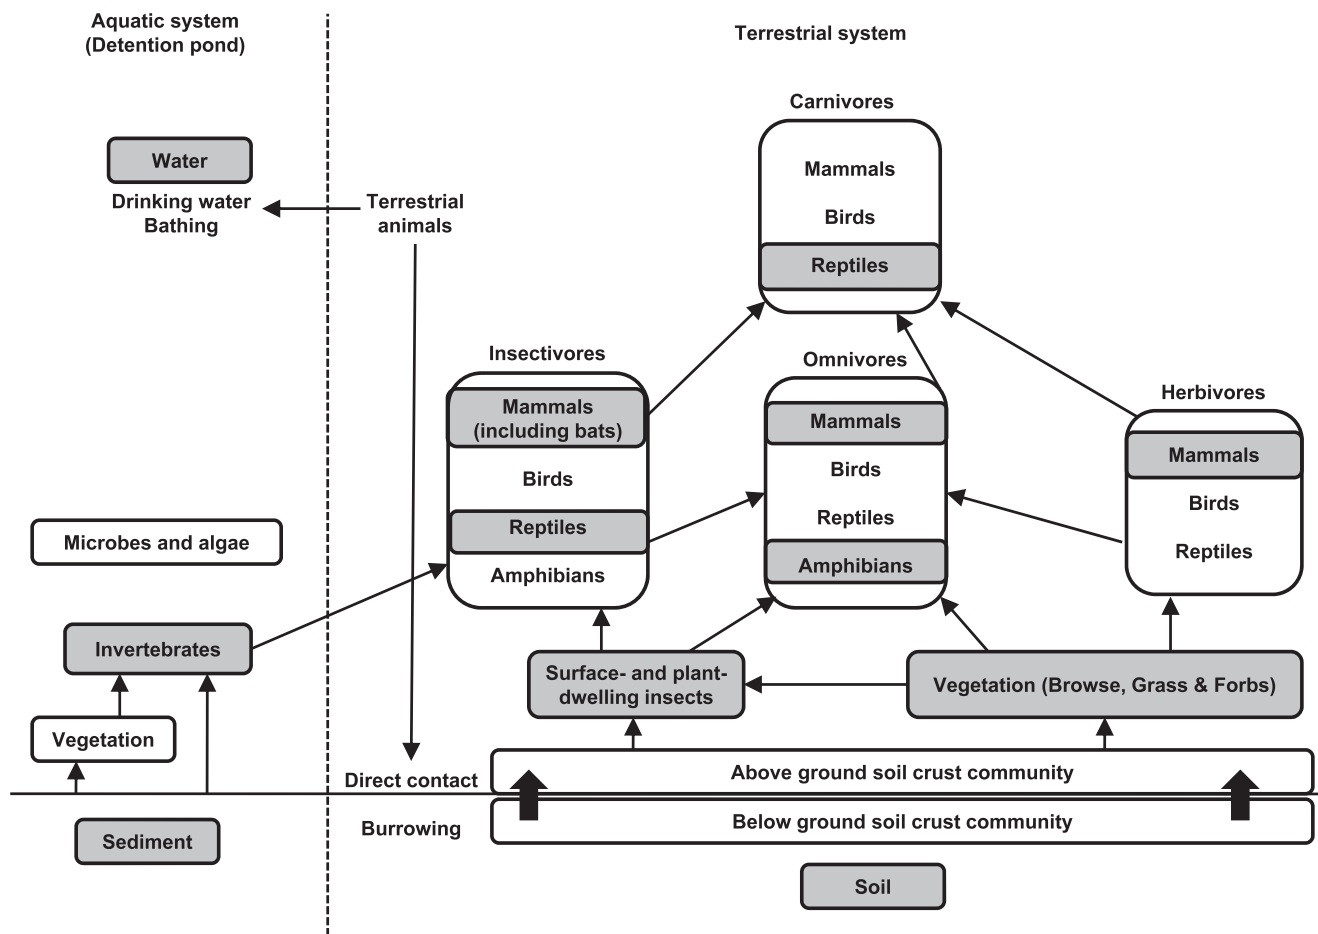 Aquatic system
(Detention pond)
Terrestrial system
Carnivores
Mammals
Birds
Reptiles
Water
Drinking water
Bathing
Terrestrial
animals
Insectivores
Mammals
(including bats)
Birds
Reptiles
Amphibians
Omnivores
Mammals
Birds
Reptiles
Amphibians
Herbivores
Mammals
Birds
Reptiles
Microbes and algae
Invertebrates
Vegetation
Sediment
Surface- and plant-
dwelling insects
Vegetation (Browse, Grass & Forbs)
Direct contact
Above ground soil crust community
Burrowing
Below ground soil crust community
Soil